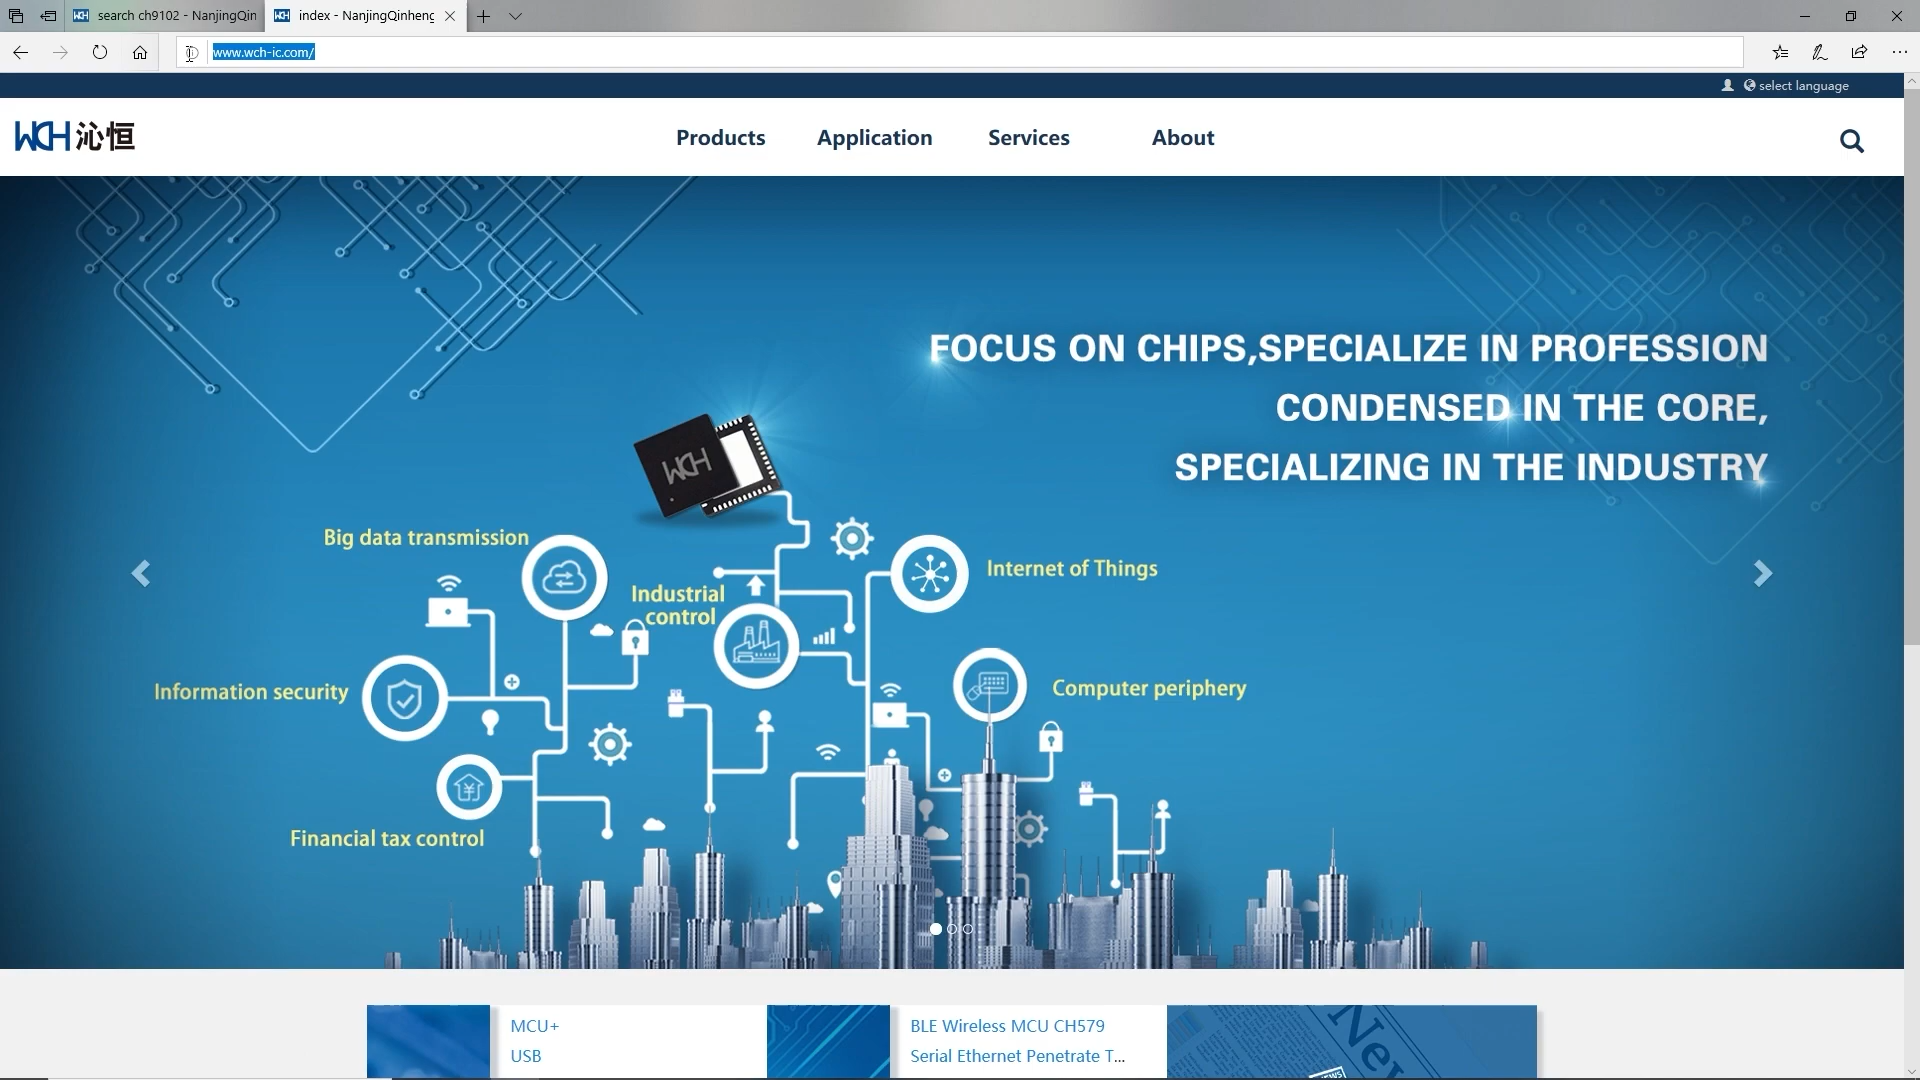 search ch9102 - NanjingQin
index - NanjingQinheng
www.wch-ic.com/
select language
WCH 沁恒
Products
Application
Services
About
FOCUS ON CHIPS,SPECIALIZE IN PROFESSION
CONDENSED IN THE CORE,
SPECIALIZING IN THE INDUSTRY
WCH
Big data transmission
Industrial
control
Internet of Things
Information security
Computer periphery
Financial tax control
MCU+
USB
BLE Wireless MCU CH579
Serial Ethernet Penetrate T...
NEWS